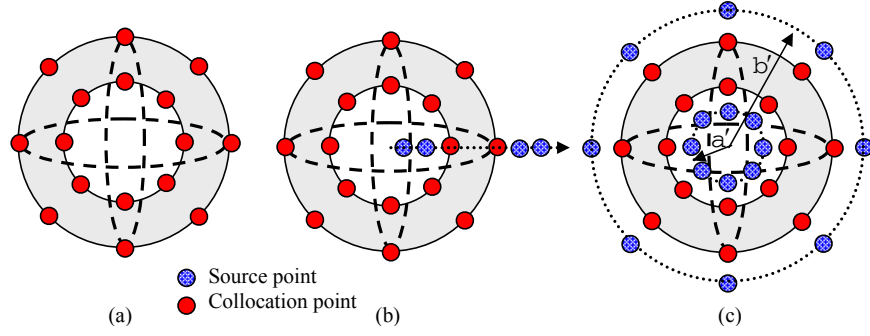 b′
a′
Source point
Collocation point
(a)
(b)
(c)